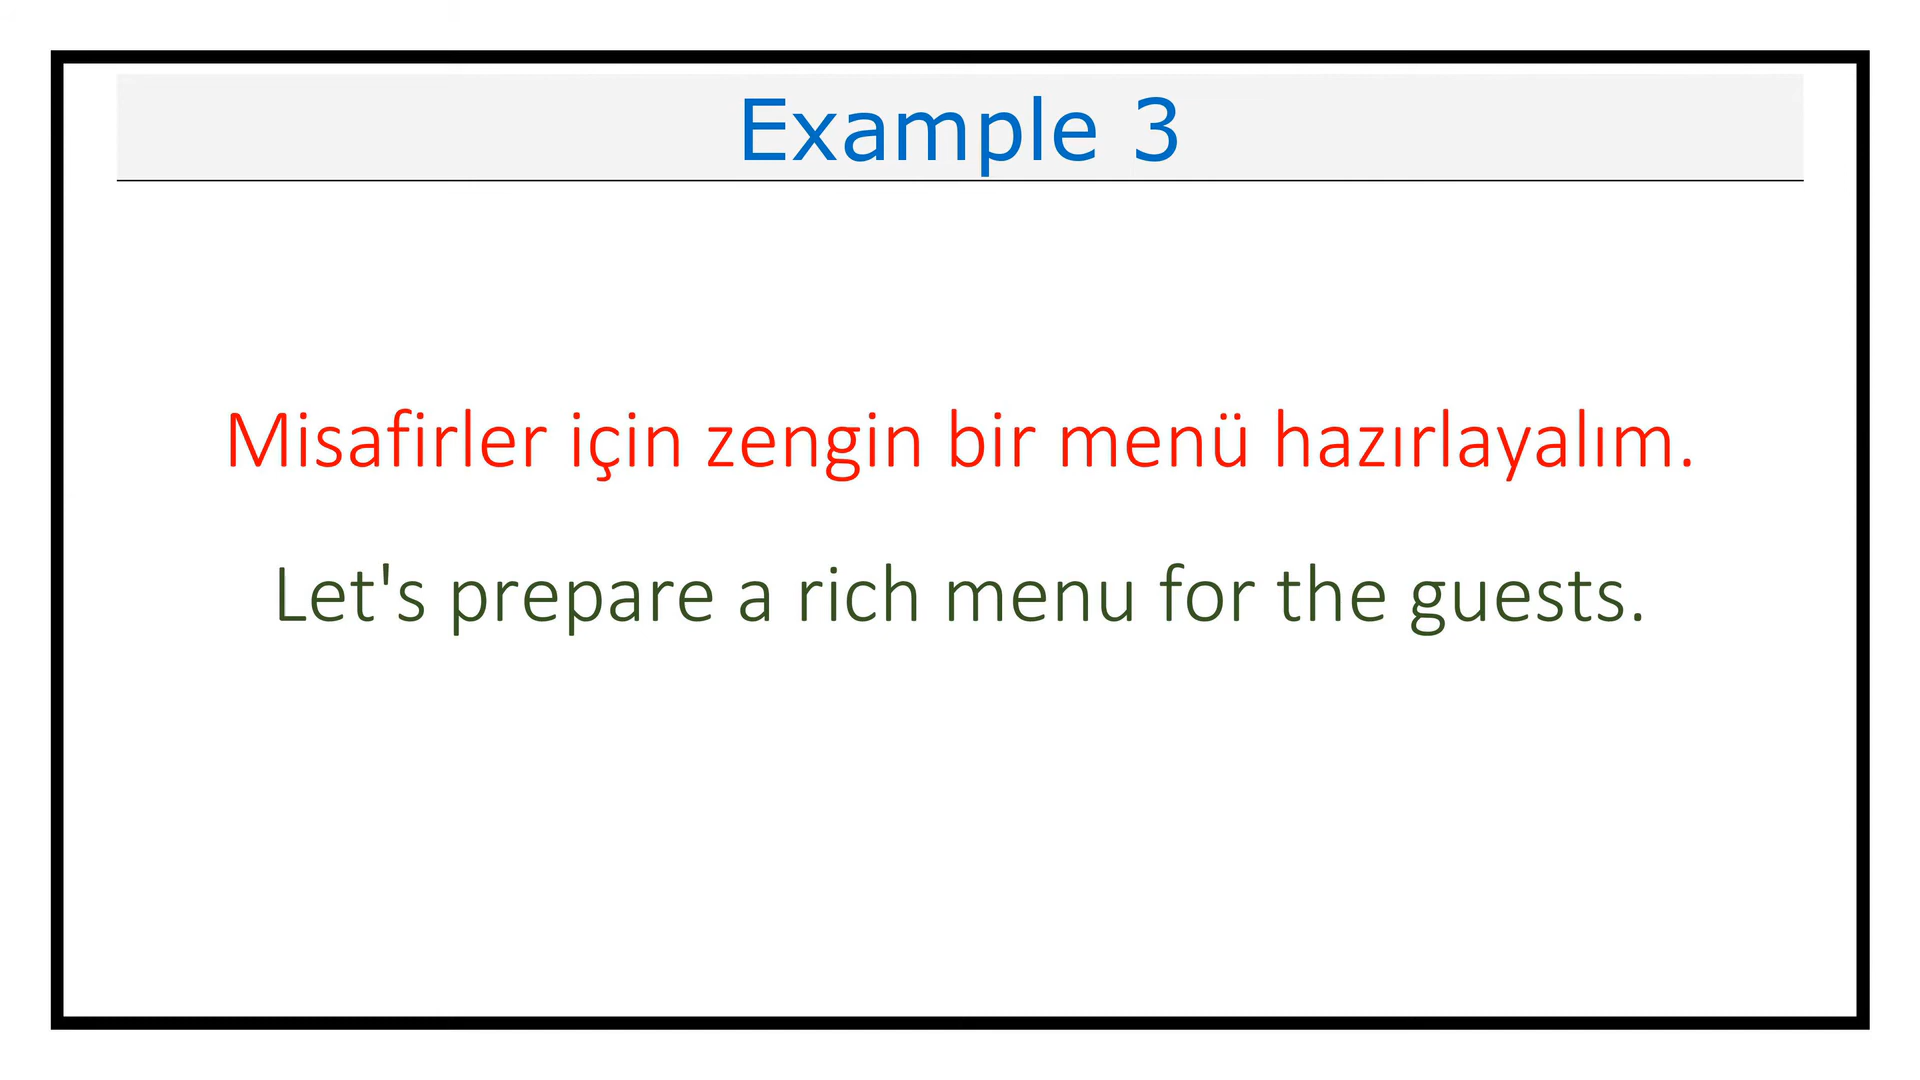 Example 3
Misafirler için zengin bir menü hazırlayalım.
Let's prepare a rich menu for the guests.